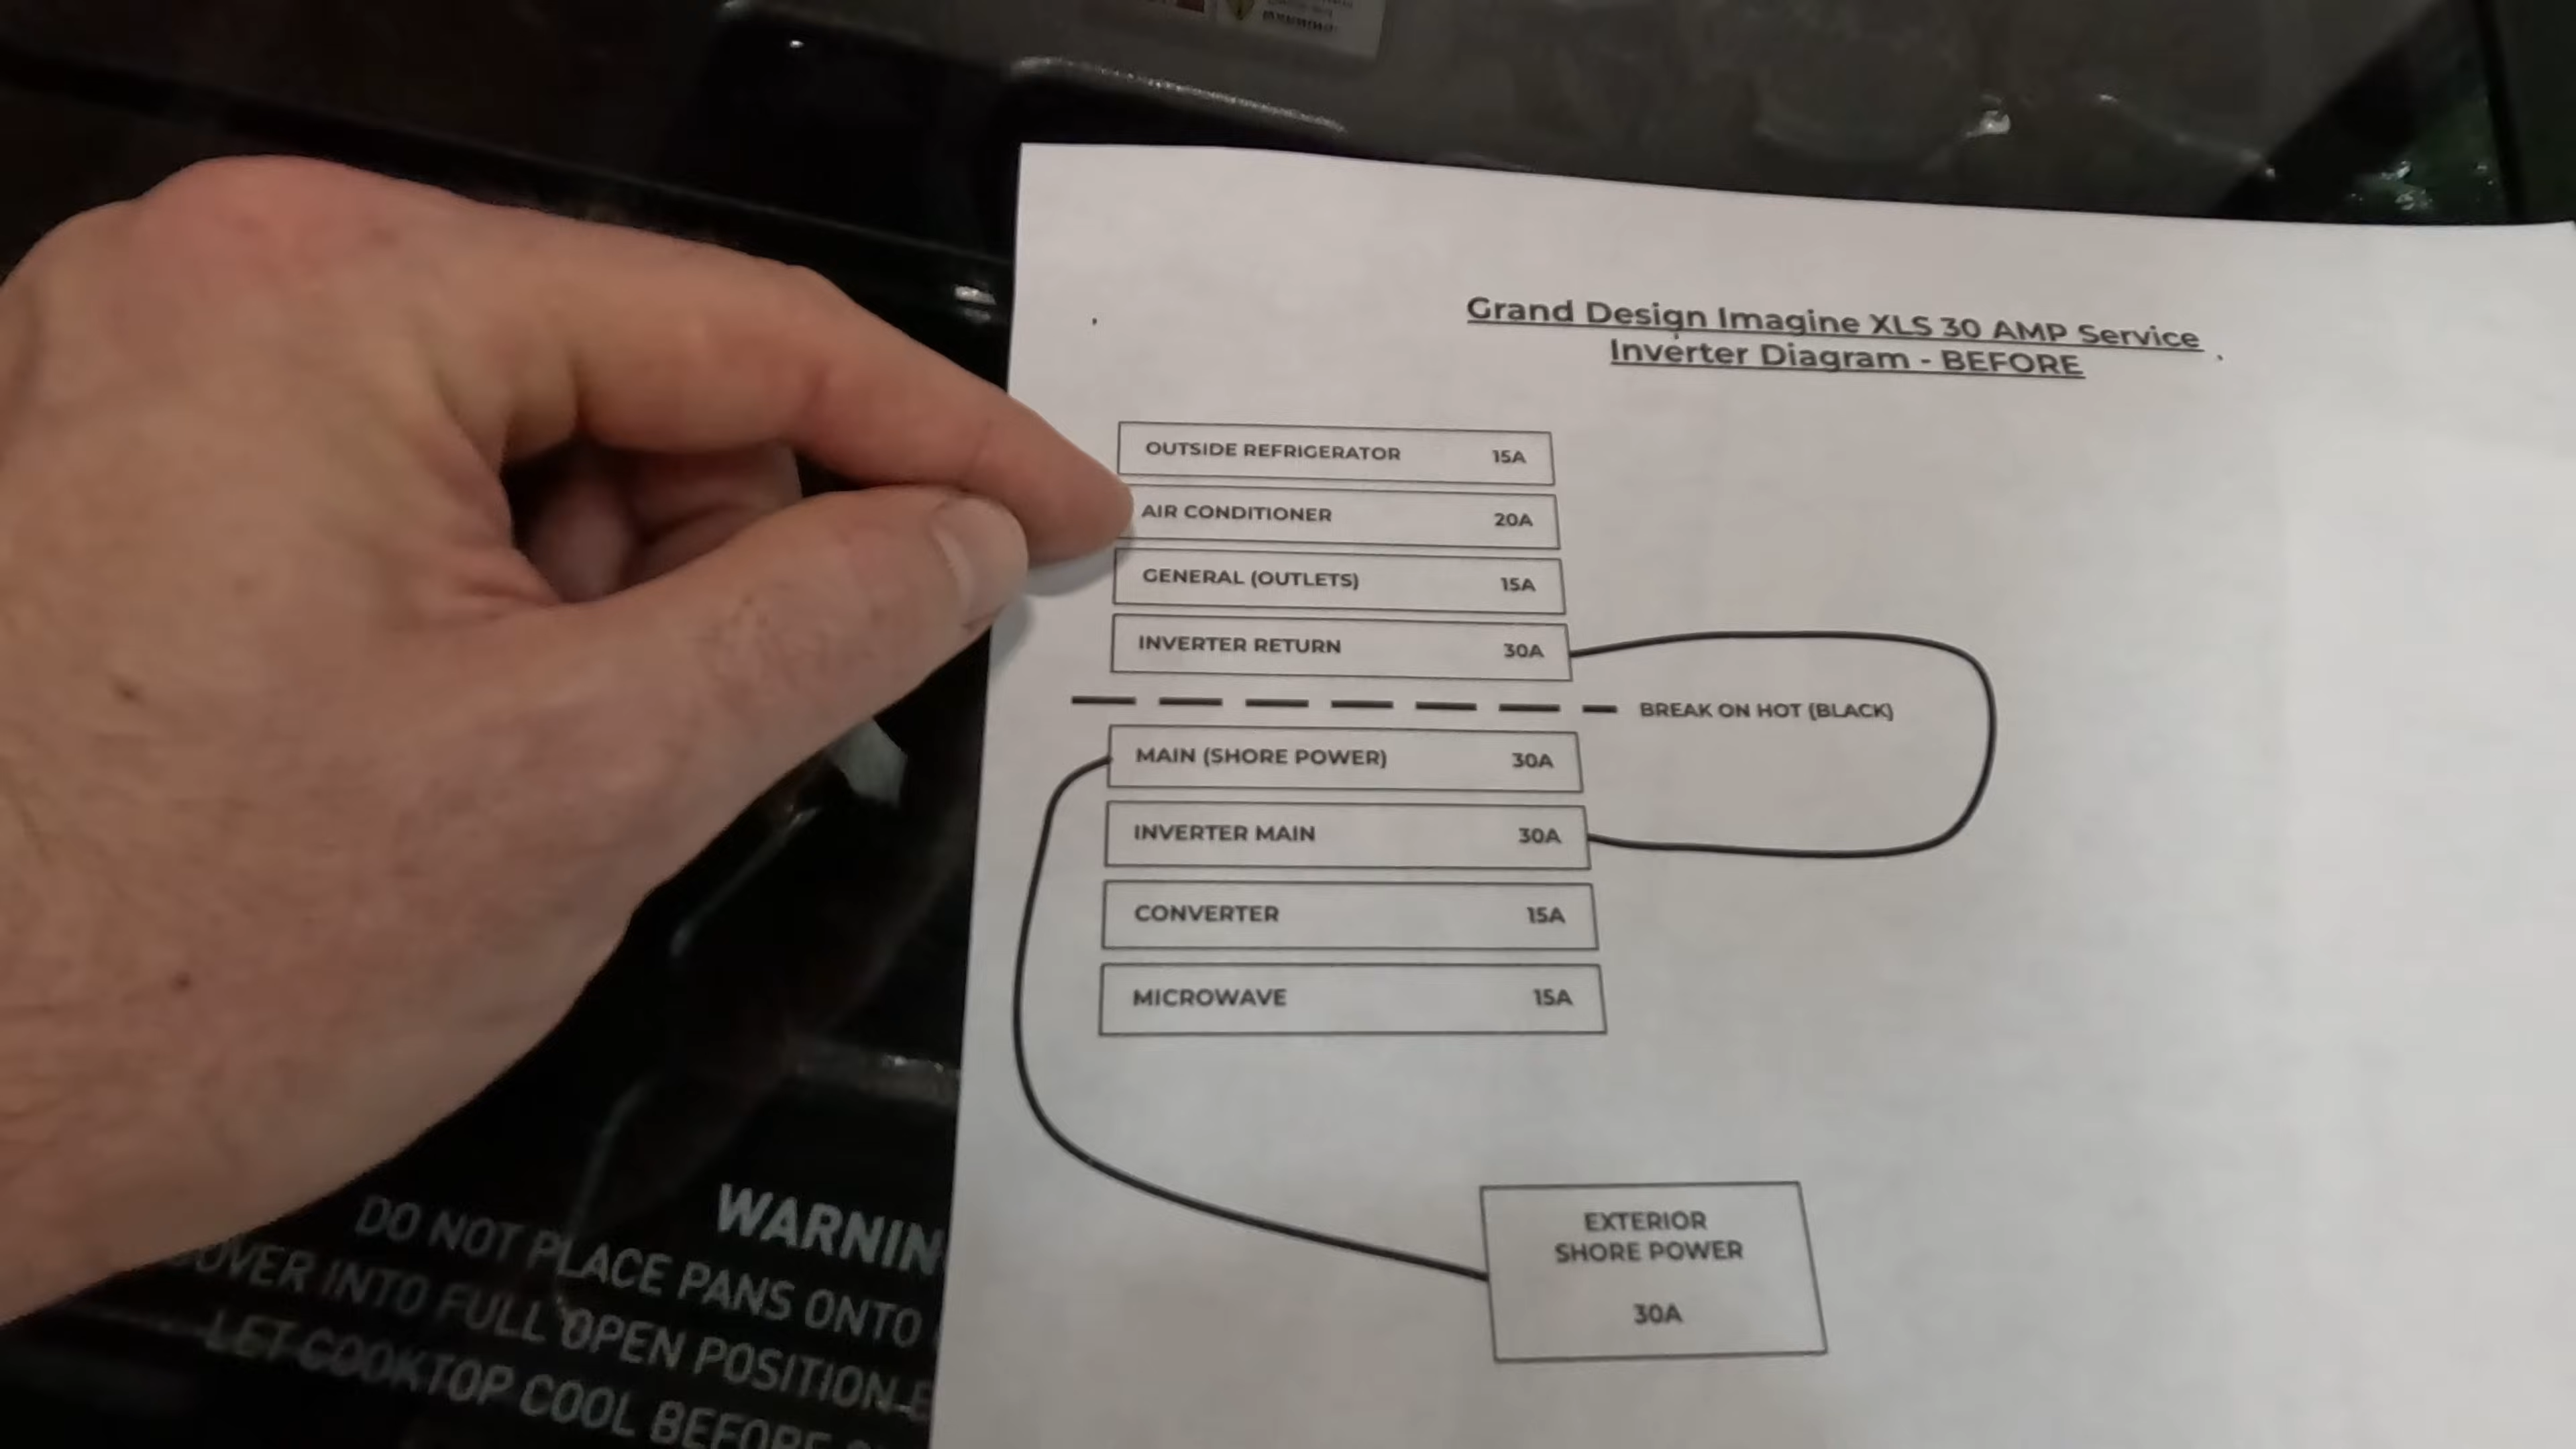 Grand Design Imagine XLS 30 AMP Service
Inverter Diagram - BEFORE
OUTSIDE REFRIGERATOR 15A
AIR CONDITIONER 20A
GENERAL (OUTLETS) 15A
INVERTER RETURN 30A
BREAK ON HOT (BLACK)
MAIN (SHORE POWER) 30A
INVERTER MAIN 30A
CONVERTER 15A
MICROWAVE 15A
EXTERIOR
SHORE POWER
30A
WARNIN
DO NOT PLACE PANS ONTO
OVER INTO FULL OPEN POSITION
LET COOKTOP COOL BEFORE